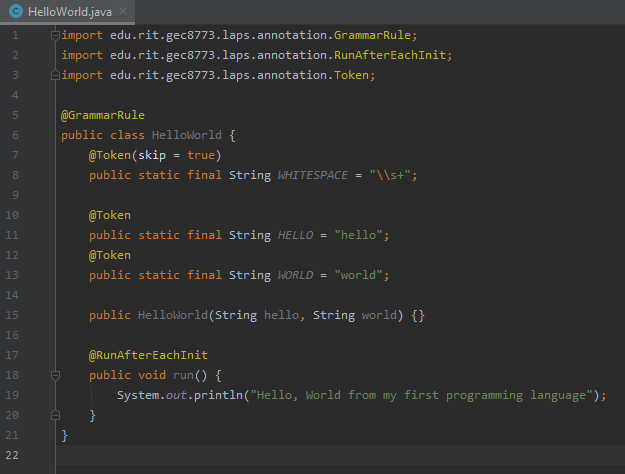 HelloWorld.java
1 import edu.rit.gec8773.laps.annotation.GrammarRule;
2 import edu.rit.gec8773.laps.annotation.RunAfterEachInit;
3 import edu.rit.gec8773.laps.annotation.Token;
4
5 @GrammarRule
6 public class HelloWorld {
7     @Token(skip = true)
8     public static final String WHITESPACE = "\\s+";
9
10     @Token
11     public static final String HELLO = "hello";
12     @Token
13     public static final String WORLD = "world";
14
15     public HelloWorld(String hello, String world) {}
16
17     @RunAfterEachInit
18     public void run() {
19         System.out.println("Hello, World from my first programming language");
20     }
21 }
22